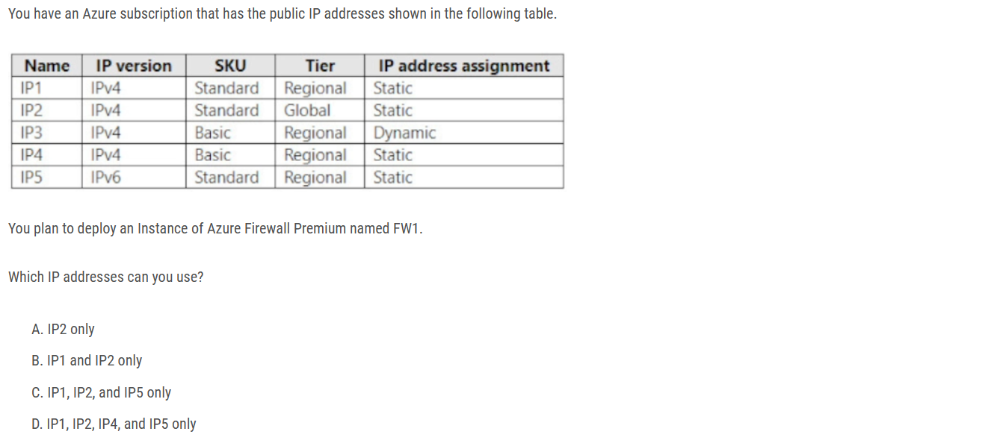 You have an Azure subscription that has the public IP addresses shown in the following table.
Name IP version SKU Tier IP address assignment
IP1 IPv4 Standard Regional Static
IP2 IPv4 Standard Global Static
IP3 IPv4 Basic Regional Dynamic
IP4 IPv4 Basic Regional Static
IP5 IPv6 Standard Regional Static
You plan to deploy an Instance of Azure Firewall Premium named FW1.
Which IP addresses can you use?
A. IP2 only
B. IP1 and IP2 only
C. IP1, IP2, and IP5 only
D. IP1, IP2, IP4, and IP5 only